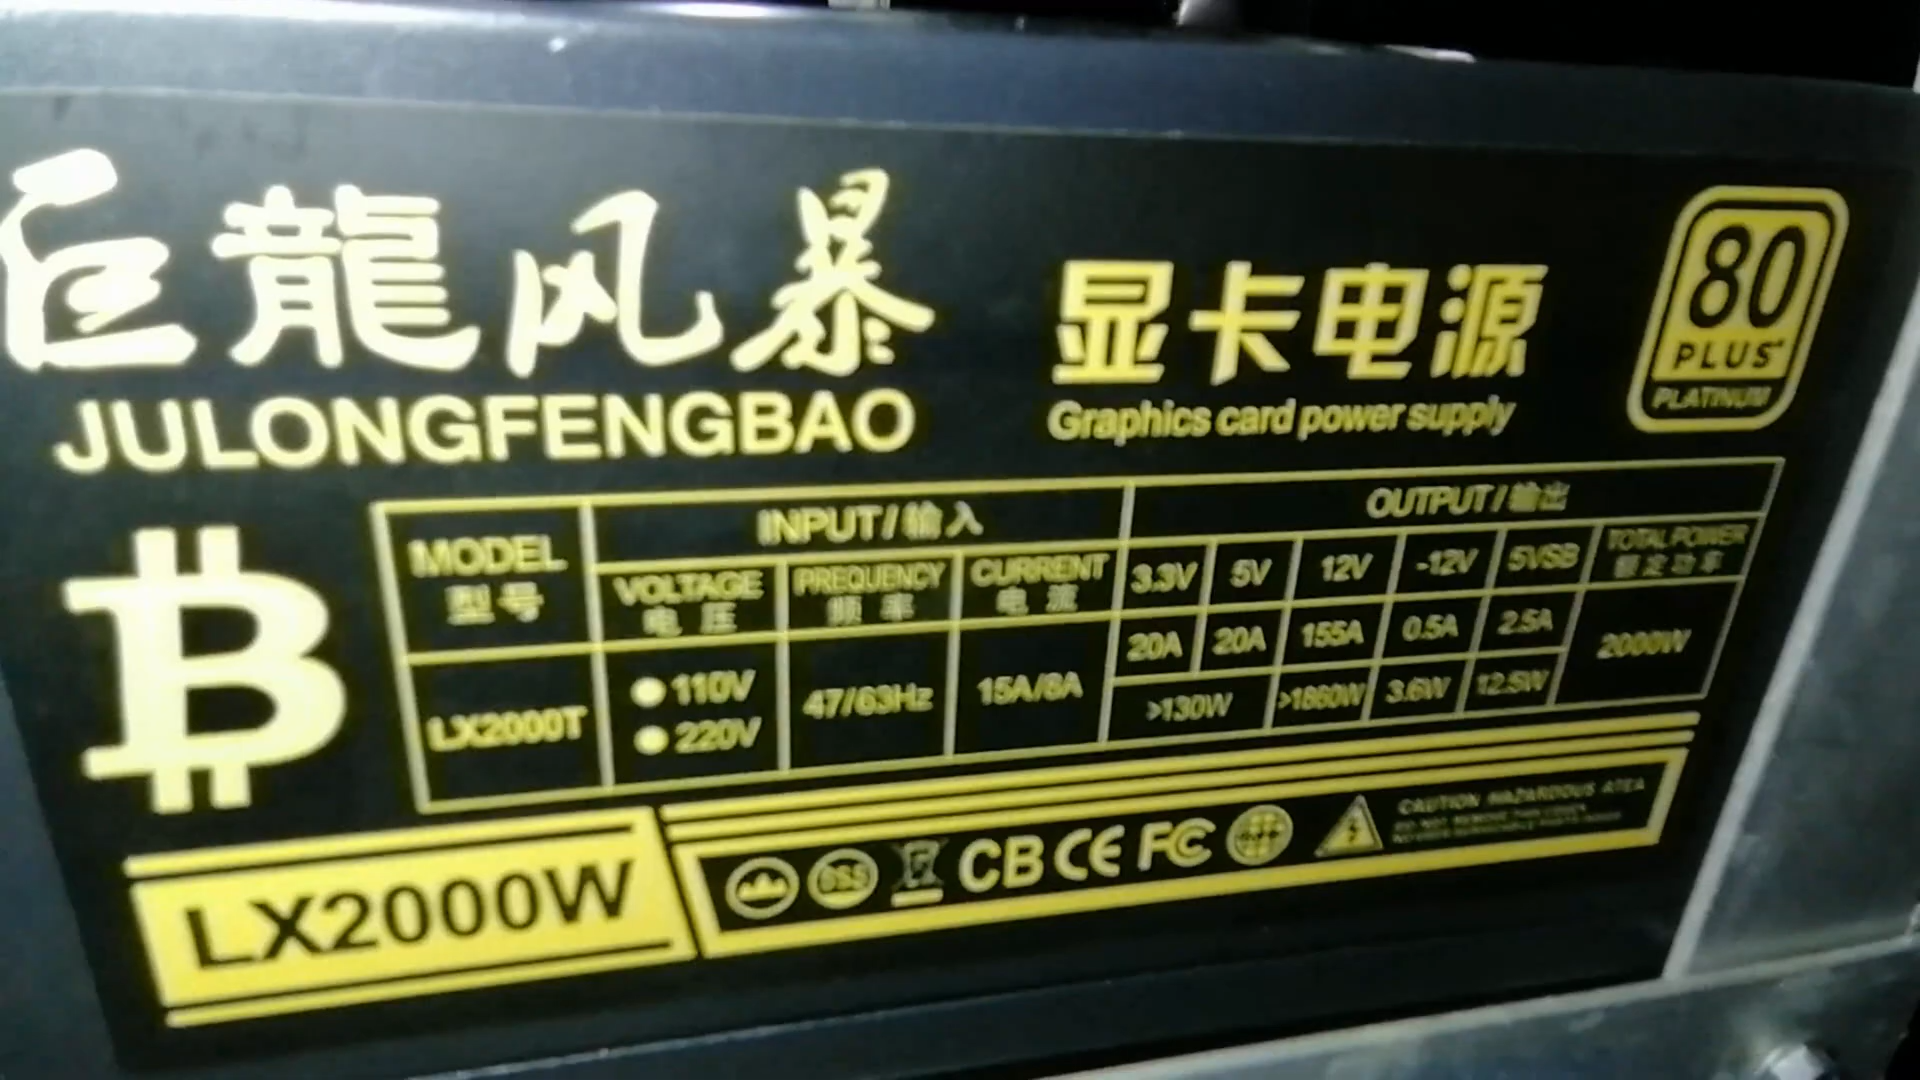 巨龍风暴
JULONGFENGBAO
显卡电源
Graphics card power supply
80
PLUS
PLATINUM
MODEL
型号
INPUT/输入
OUTPUT/输出
VOLTAGE
电压
PREQUENCY
频率
CURRENT
电流
3.3V 5V 12V -12V 5VSB
TOTAL POWER
额定功率
LX2000T
110V
220V
47/63Hz
15A/8A
20A 20A 155A 0.5A 2.5A
2000W
>130W >1860W 3.6W 12.5W
LX2000W
CB CE FC
CAUTION HAZARDOUS